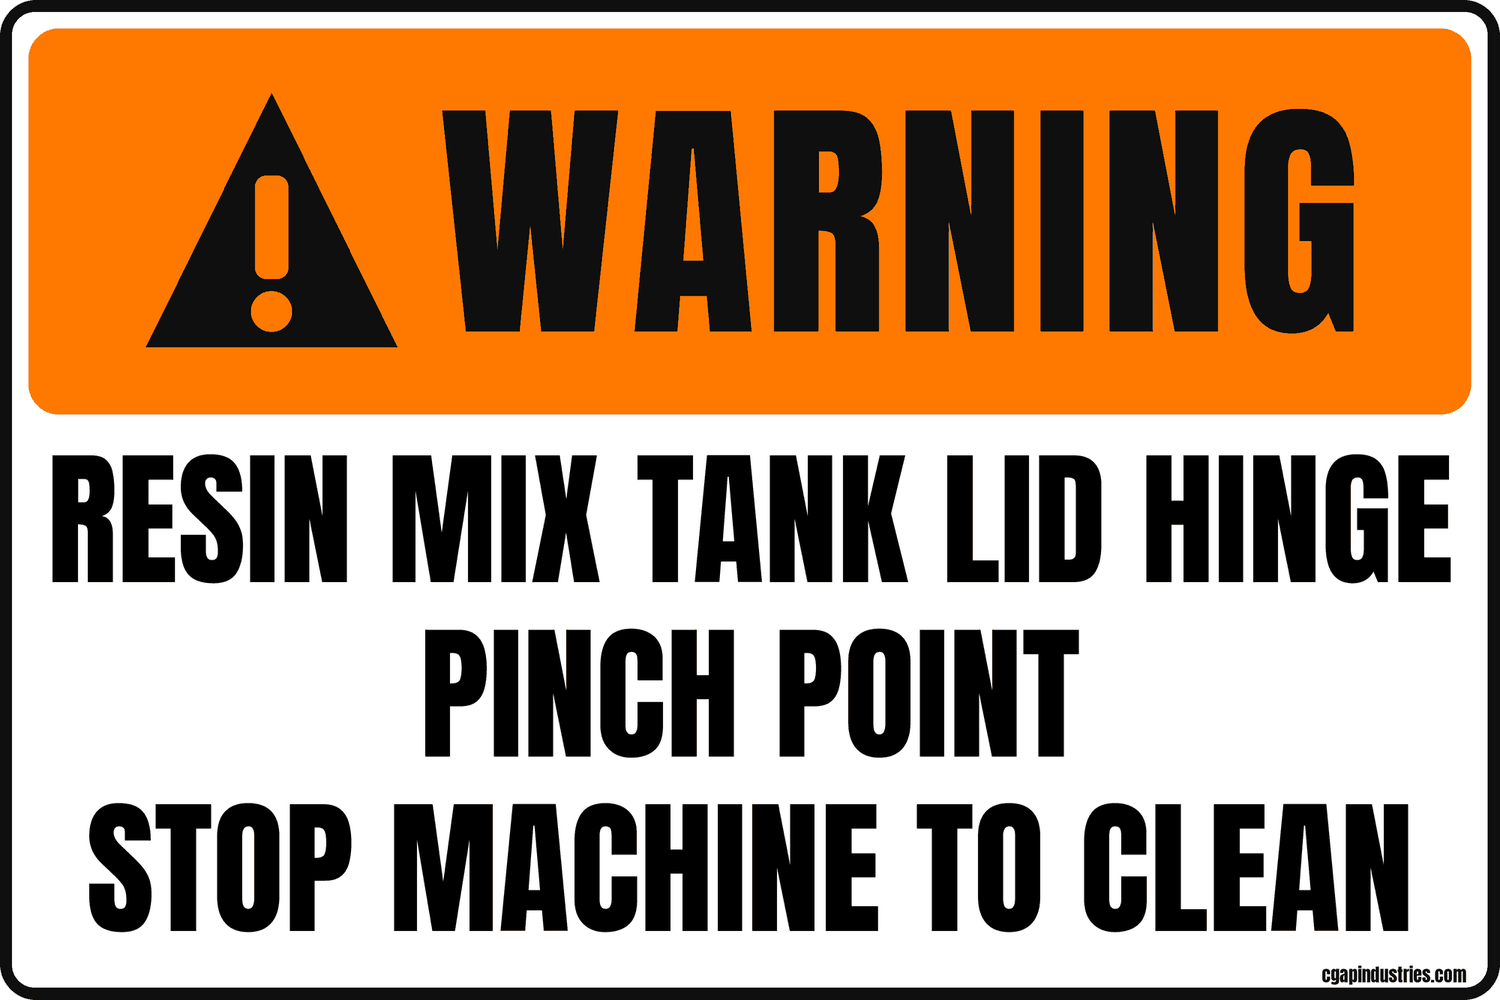 WARNING
RESIN MIX TANK LID HINGE
PINCH POINT
STOP MACHINE TO CLEAN
cgapindustries.com